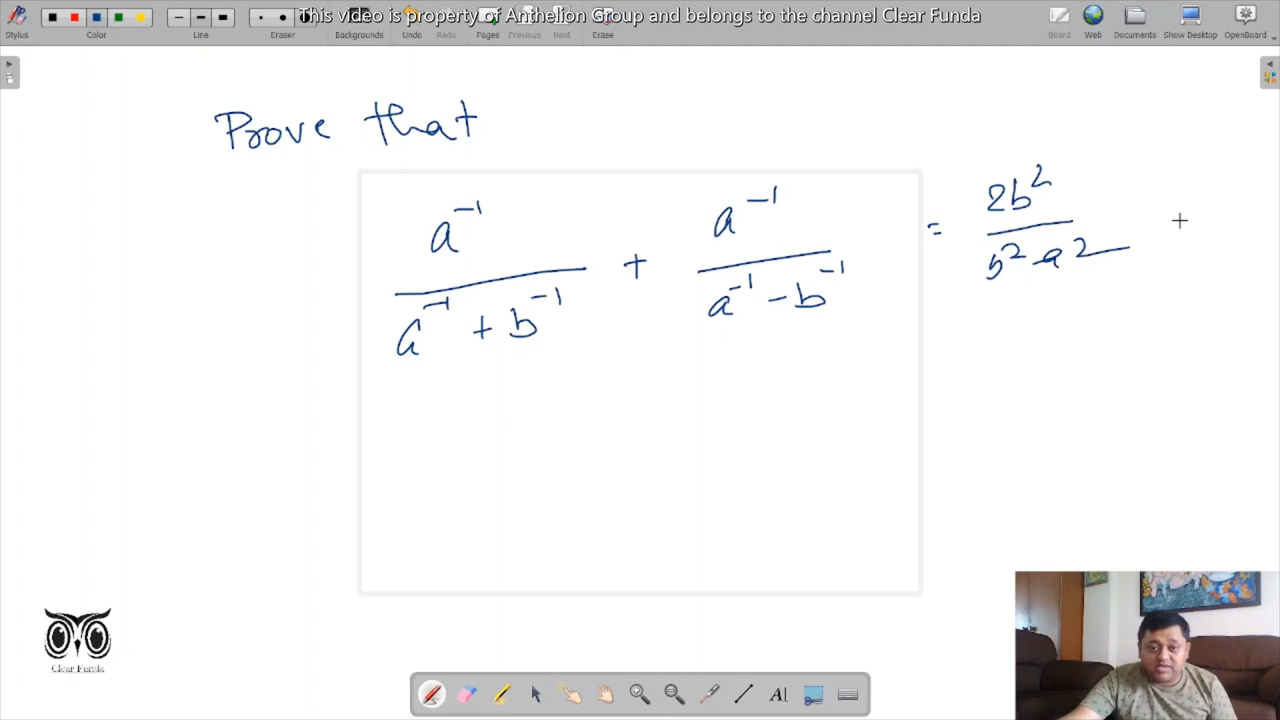 This video is property of Anthelion Group and belongs to the channel Clear Funda
Stylus Color Line Eraser Backgrounds Undo Redo Pages Previous Next Erase Board Web Documents Show Desktop OpenBoard
Prove that
a⁻¹ / (a⁻¹ + b⁻¹) + a⁻¹ / (a⁻¹ − b⁻¹) = 2b² / (b² − a²)
Clear Funda